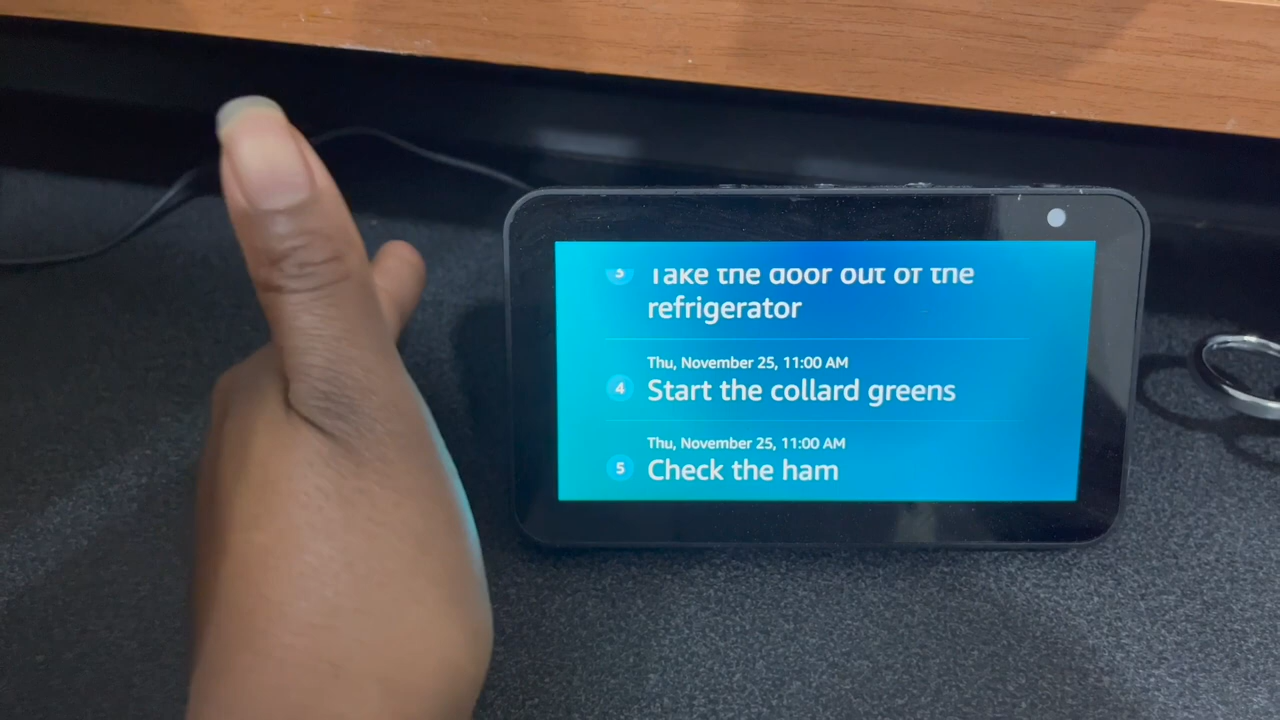 3 Take the door out of the
refrigerator
Thu, November 25, 11:00 AM
4 Start the collard greens
Thu, November 25, 11:00 AM
5 Check the ham